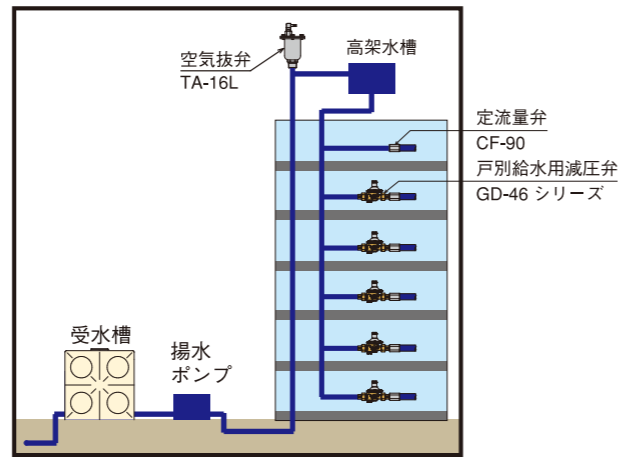 空気抜弁
TA-16L
高架水槽
定流量弁
CF-90
戸別給水用減圧弁
GD-46 シリーズ
受水槽
揚水
ポンプ